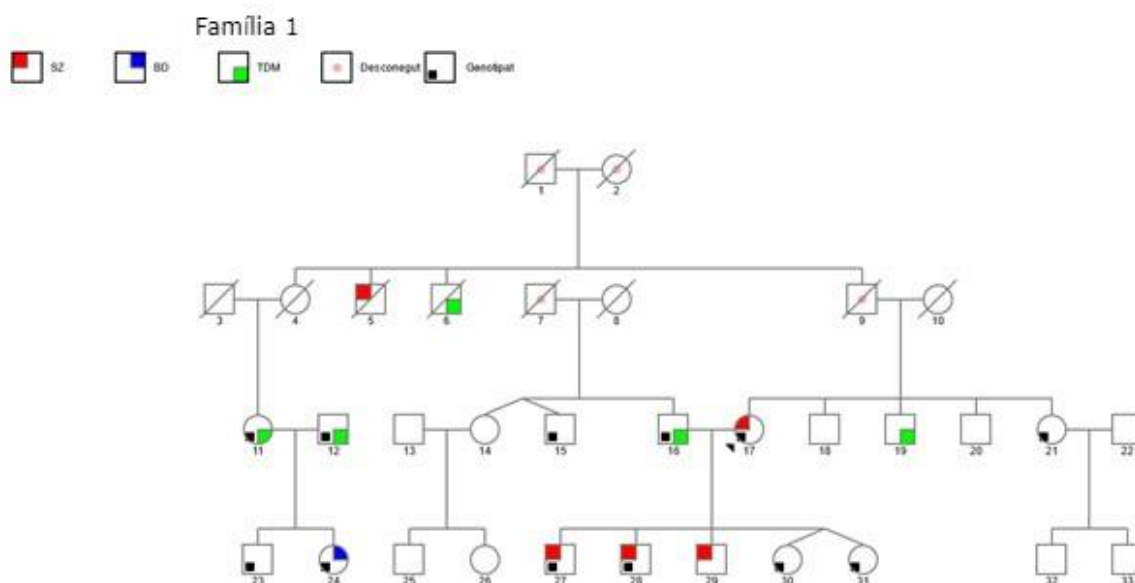 Família 1
SZ BD TDM Desconegut Genotipat
1 2
3 4 5 6 7 8 9 10
11 12 13 14 15 16 17 18 19 20 21 22
23 24 25 26 27 28 29 30 31 32 33